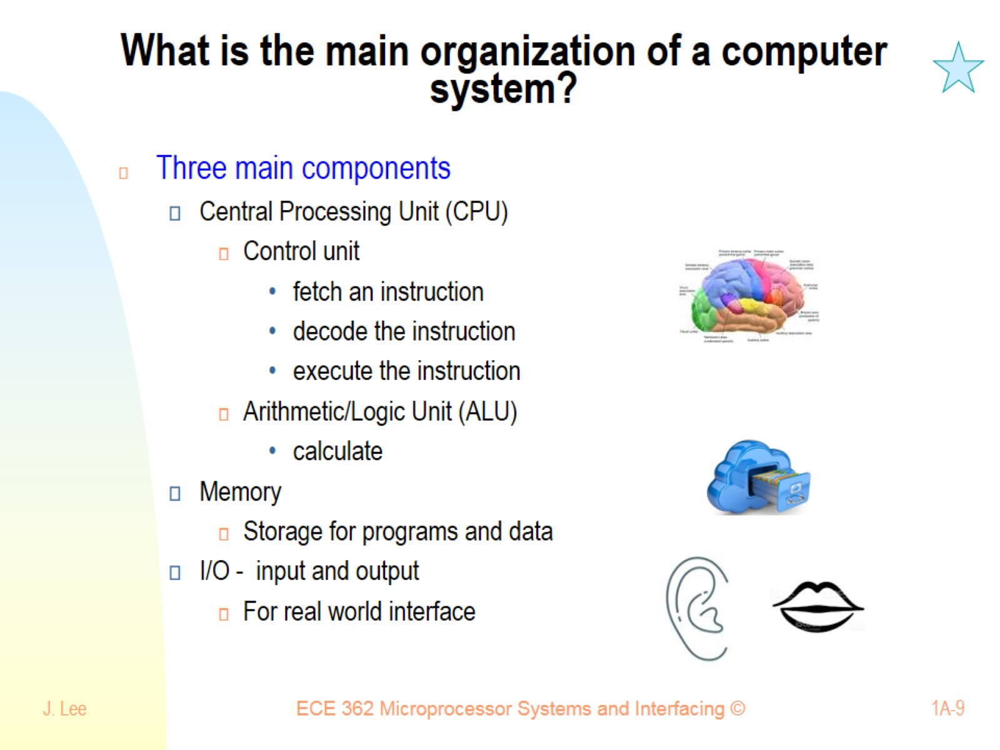 What is the main organization of a computer
system?
Three main components
Central Processing Unit (CPU)
Control unit
• fetch an instruction
• decode the instruction
• execute the instruction
Arithmetic/Logic Unit (ALU)
• calculate
Memory
Storage for programs and data
I/O - input and output
For real world interface
J. Lee
ECE 362 Microprocessor Systems and Interfacing ©
1A-9